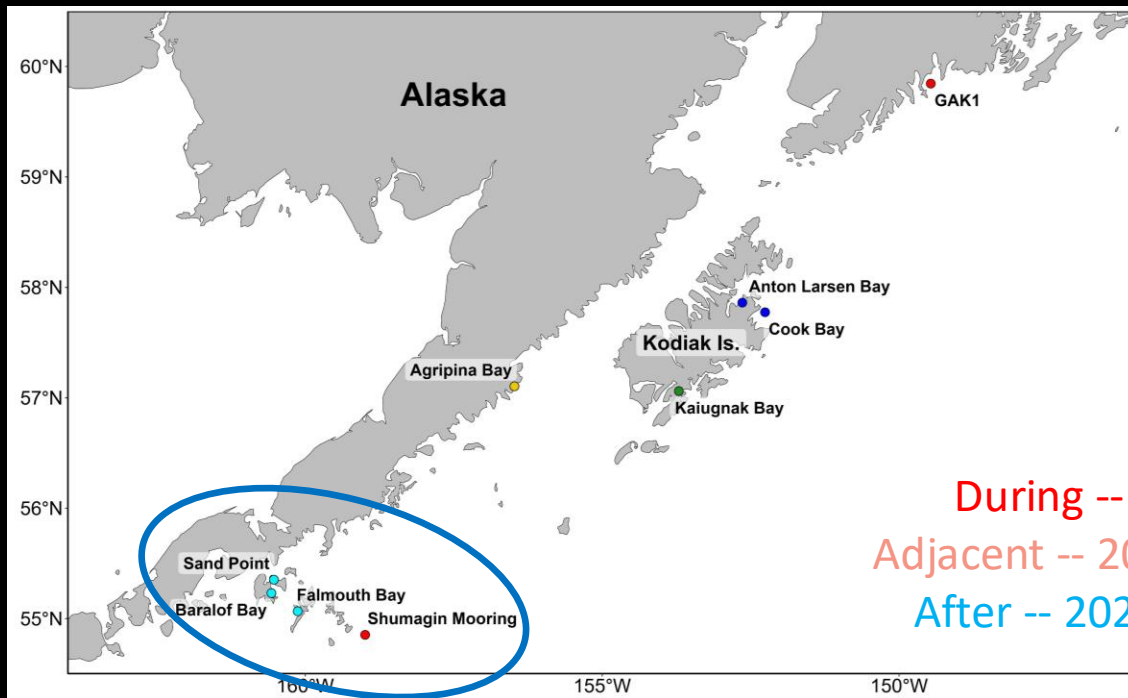 60°N
Alaska
GAK1
59°N
58°N
Anton Larsen Bay
Cook Bay
Kodiak Is.
Agripina Bay
57°N
Kaiugnak Bay
56°N
During --
Sand Point
Adjacent -- 20
Baralof Bay
Falmouth Bay
After -- 202
55°N
Shumagin Mooring
160°W
155°W
150°W